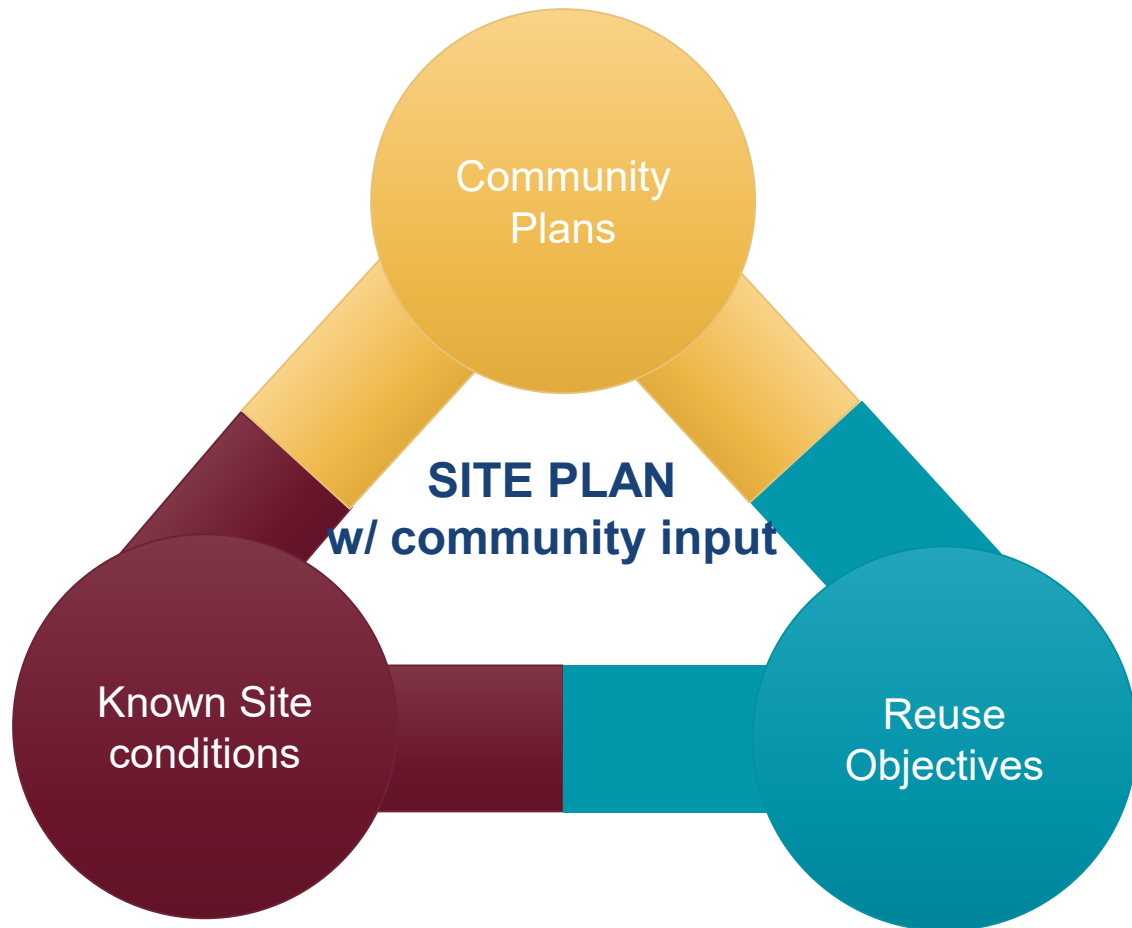 Community
Plans
SITE PLAN
w/ community input
Known Site
conditions
Reuse
Objectives